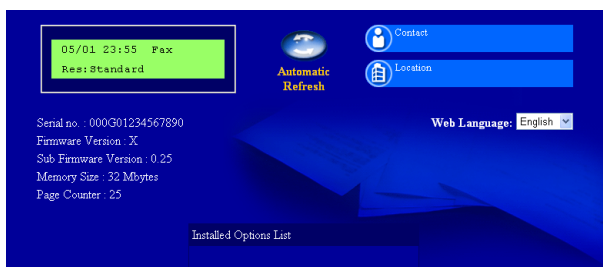 05/01 23:55 Fax
Res:Standard
Automatic
Refresh
Contact
Location
Web Language: English
Serial no. : 000G01234567890
Firmware Version : X
Sub Firmware Version : 0.25
Memory Size : 32 Mbytes
Page Counter : 25
Installed Options List